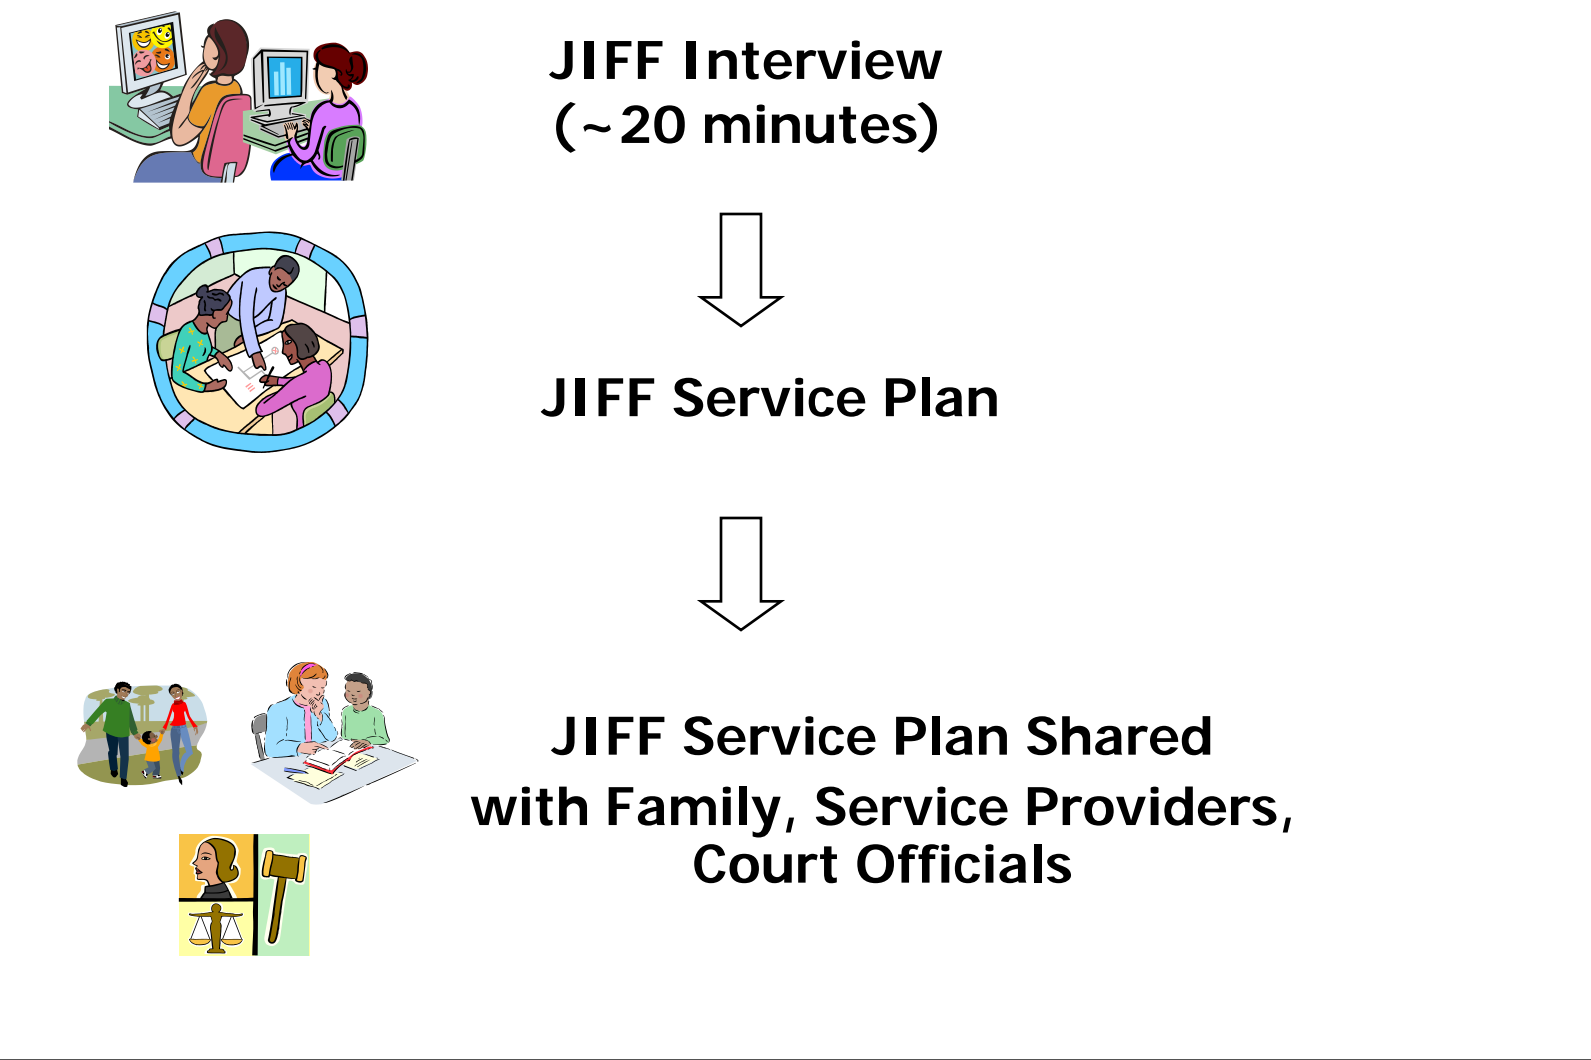 JIFF Interview
(~20 minutes)
JIFF Service Plan
JIFF Service Plan Shared
with Family, Service Providers,
Court Officials